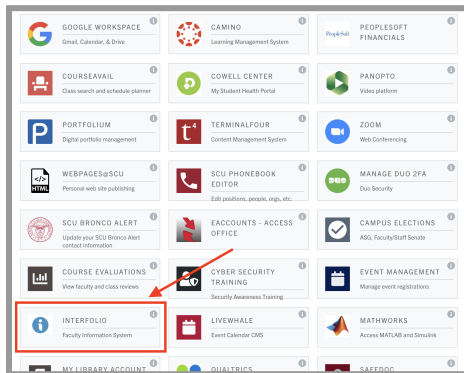 GOOGLE WORKSPACE
Gmail, Calendar, & Drive
CAMINO
Learning Management System
PeopleSoft
PEOPLESOFT
FINANCIALS
COURSEAVAIL
Class search and schedule planner
COWELL CENTER
My Student Health Portal
PANOPTO
Video platform
PORTFOLIUM
Digital portfolio management
t4
TERMINALFOUR
Content Management System
ZOOM
Web Conferencing
</>
HTML
WEBPAGES@SCU
Personal web site publishing
SCU PHONEBOOK
EDITOR
Edit positions, people, orgs, etc.
DUO
MANAGE DUO 2FA
Duo Security
SCU BRONCO ALERT
Update your SCU Bronco Alert
contact information
EACCOUNTS - ACCESS
OFFICE
CAMPUS ELECTIONS
ASG, Faculty/Staff Senate
COURSE EVALUATIONS
View faculty and class reviews
CYBER SECURITY
TRAINING
Security Awareness Training
EVENT MANAGEMENT
Manage event registrations
INTERFOLIO
Faculty Information System
LIVEWHALE
Event Calendar CMS
MATHWORKS
Access MATLAB and Simulink
MY LIBRARY ACCOUNT
QUALTRICS
SAFEDOC